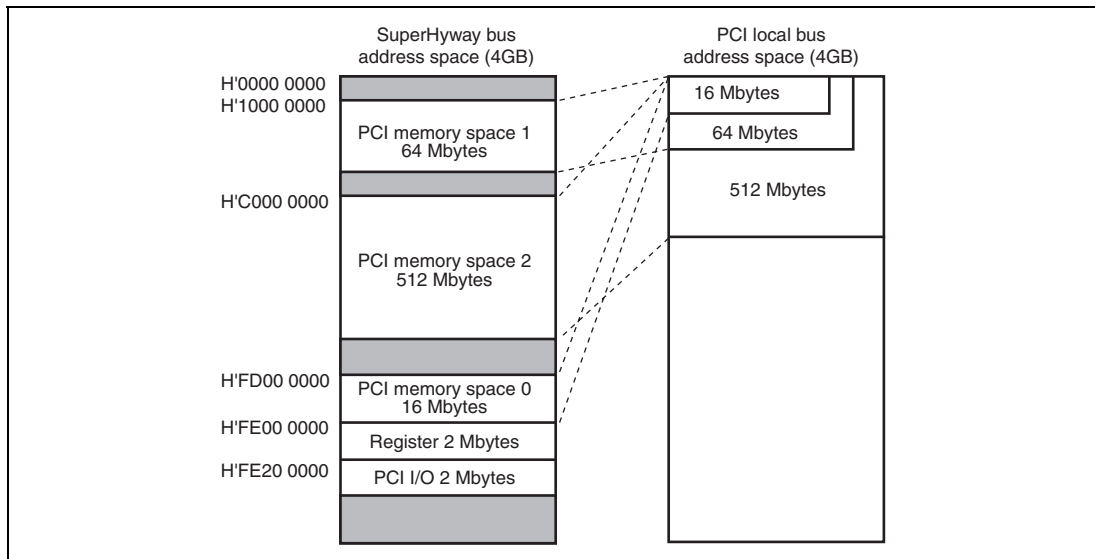 SuperHyway bus
address space (4GB)
PCI local bus
address space (4GB)
H'0000 0000
H'1000 0000
PCI memory space 1
64 Mbytes
H'C000 0000
PCI memory space 2
512 Mbytes
H'FD00 0000
PCI memory space 0
16 Mbytes
H'FE00 0000
Register 2 Mbytes
H'FE20 0000
PCI I/O 2 Mbytes
16 Mbytes
64 Mbytes
512 Mbytes